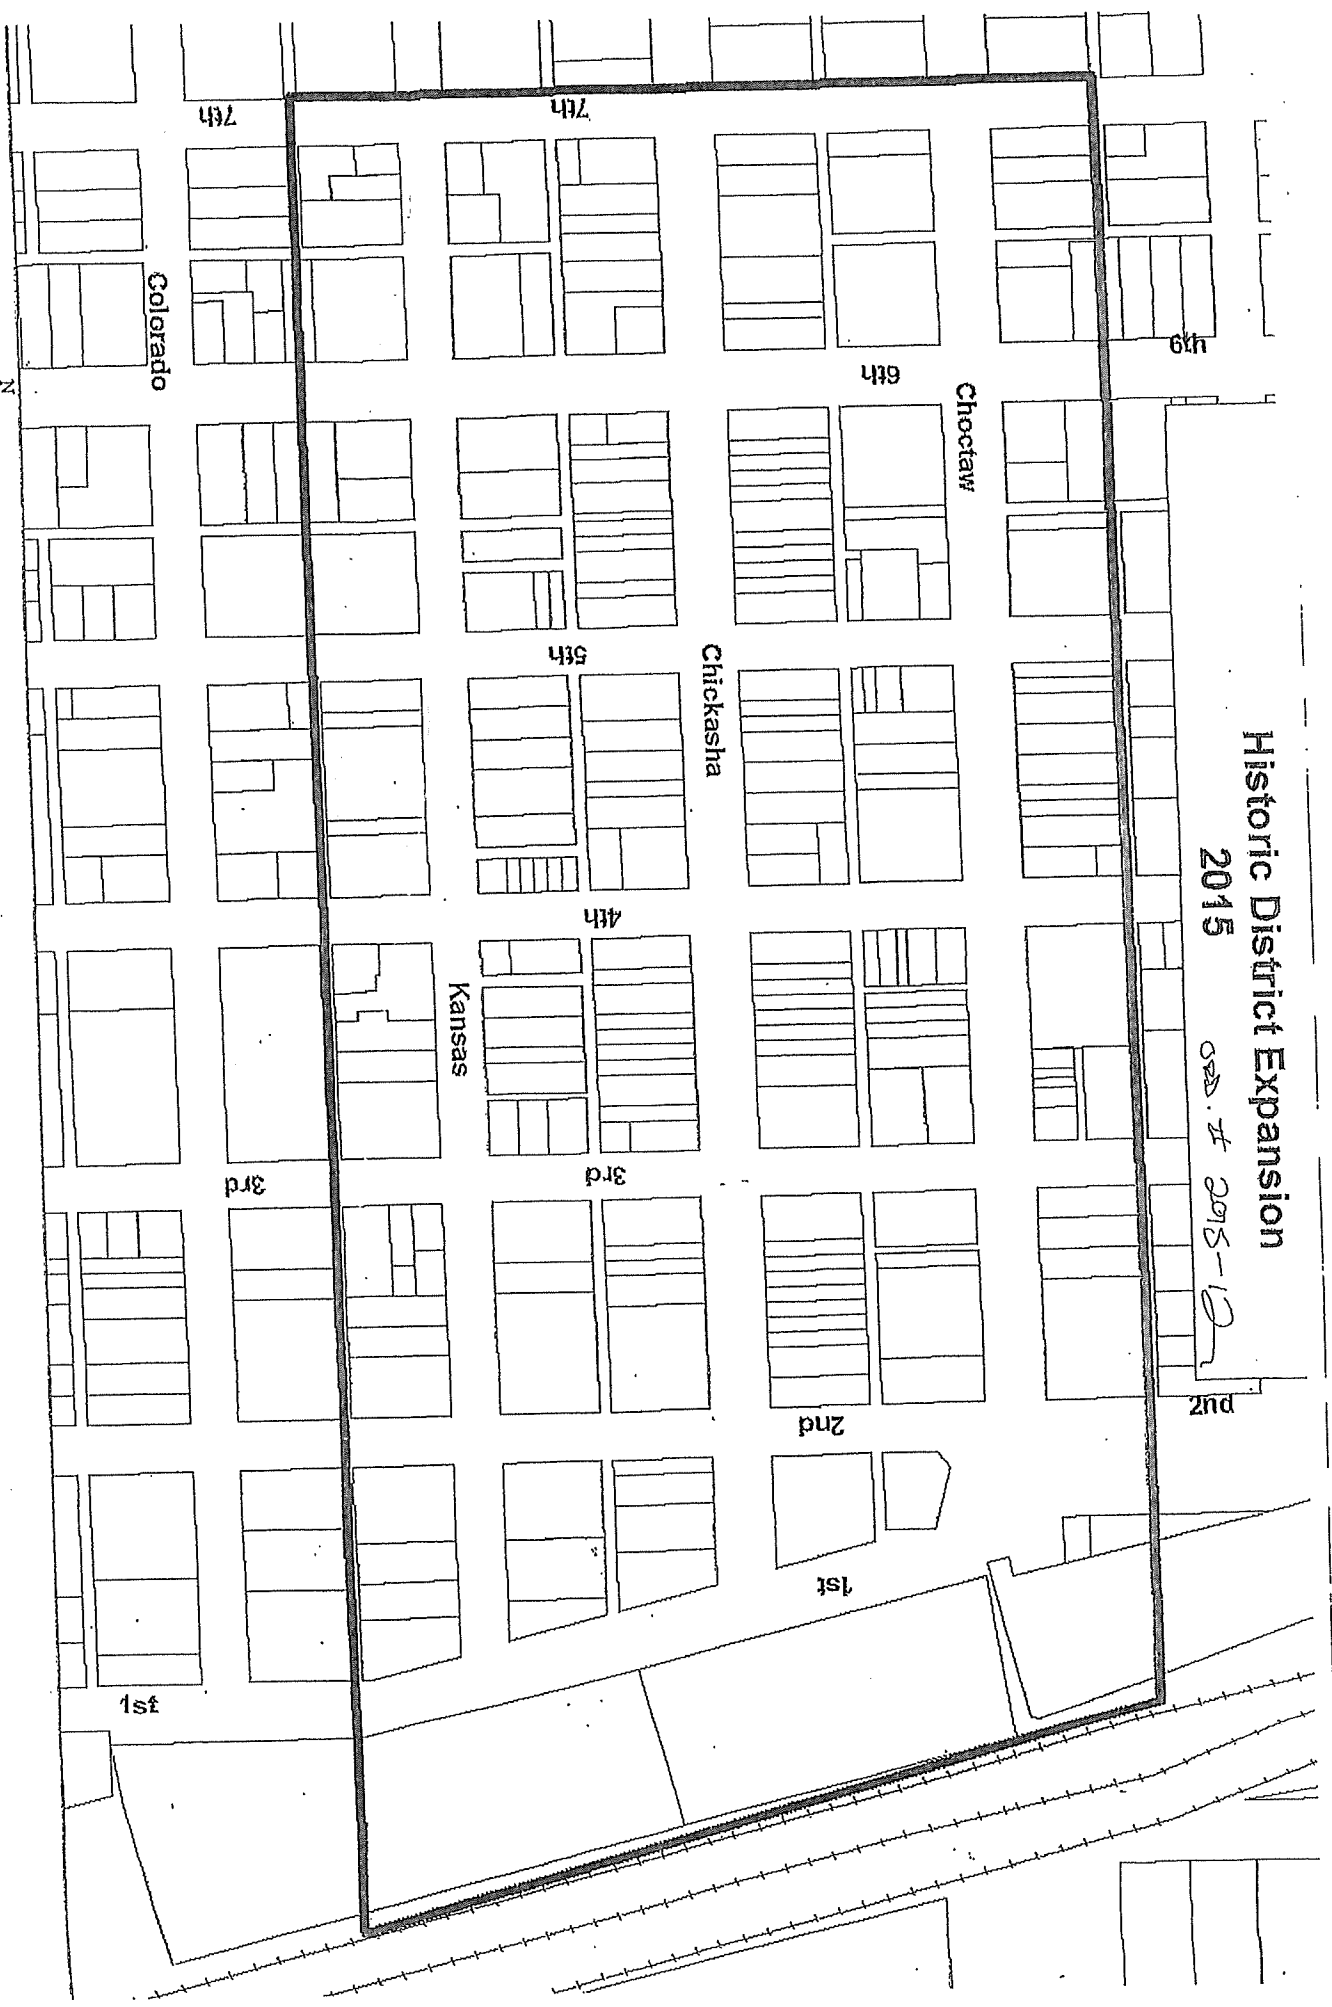 Historic District Expansion
2015
ORD. # 2015-12
7th
7th
6th
6th
5th
4th
3rd
3rd
2nd
2nd
1st
1st
Choctaw
Chickasha
Kansas
Colorado
N